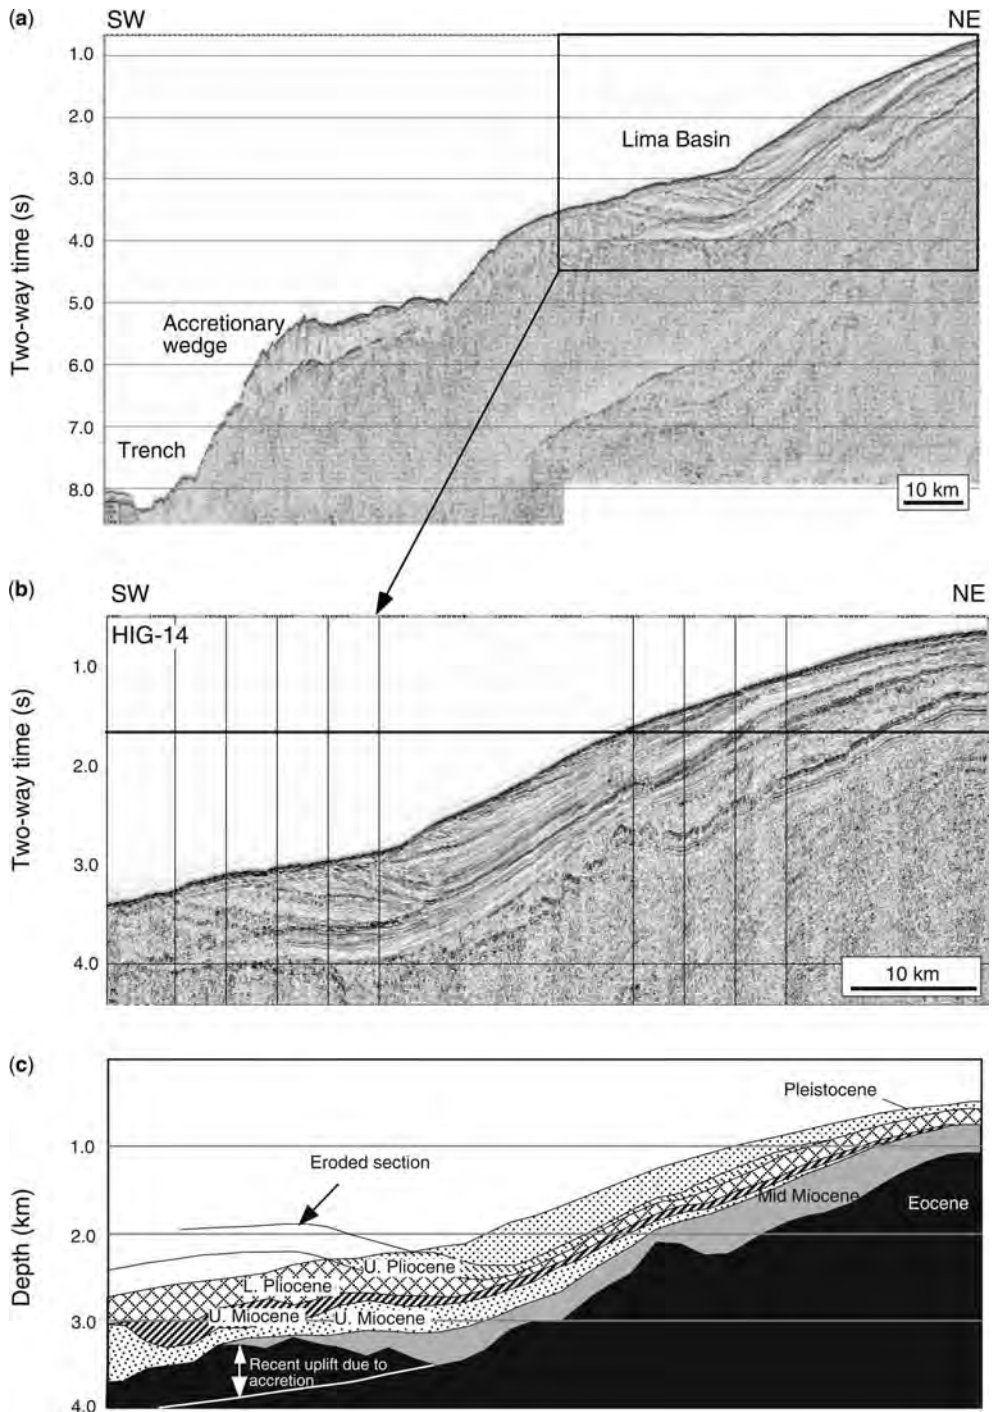 (a)
SW
NE
Two-way time (s)
1.0
2.0
3.0
4.0
5.0
6.0
7.0
8.0
Lima Basin
Accretionary
wedge
Trench
10 km
(b)
SW
NE
HIG-14
Two-way time (s)
1.0
2.0
3.0
4.0
10 km
(c)
Depth (km)
1.0
2.0
3.0
4.0
Pleistocene
Eroded section
Mid Miocene
Eocene
U. Pliocene
L. Pliocene
U. Miocene
U. Miocene
Recent uplift due to
accretion